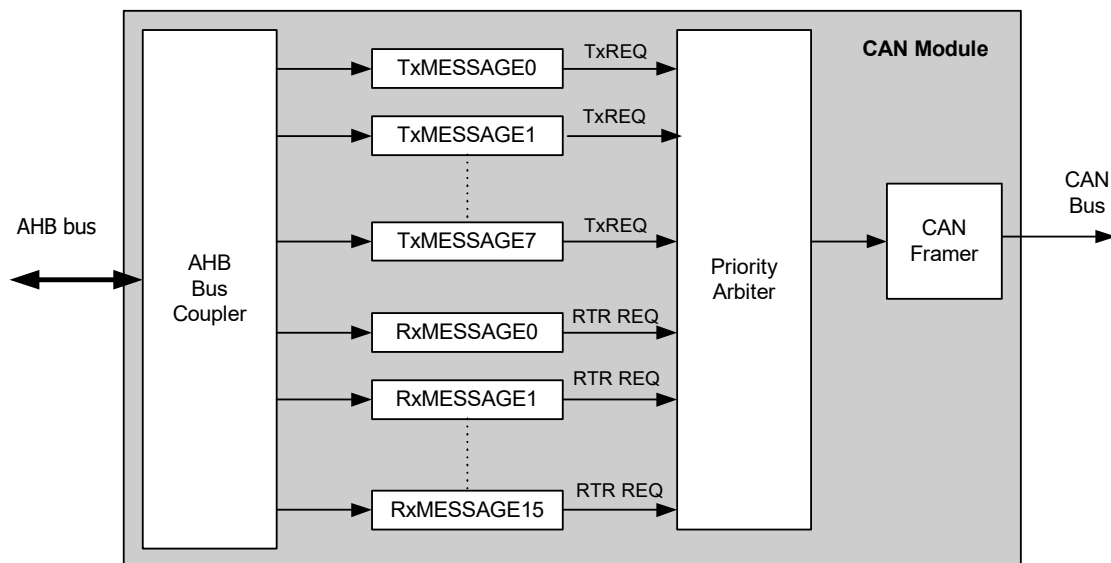 CAN Module
AHB bus
AHB
Bus
Coupler
TxMESSAGE0
TxREQ
TxMESSAGE1
TxREQ
TxMESSAGE7
TxREQ
RxMESSAGE0
RTR REQ
RxMESSAGE1
RTR REQ
RxMESSAGE15
RTR REQ
Priority
Arbiter
CAN
Framer
CAN
Bus